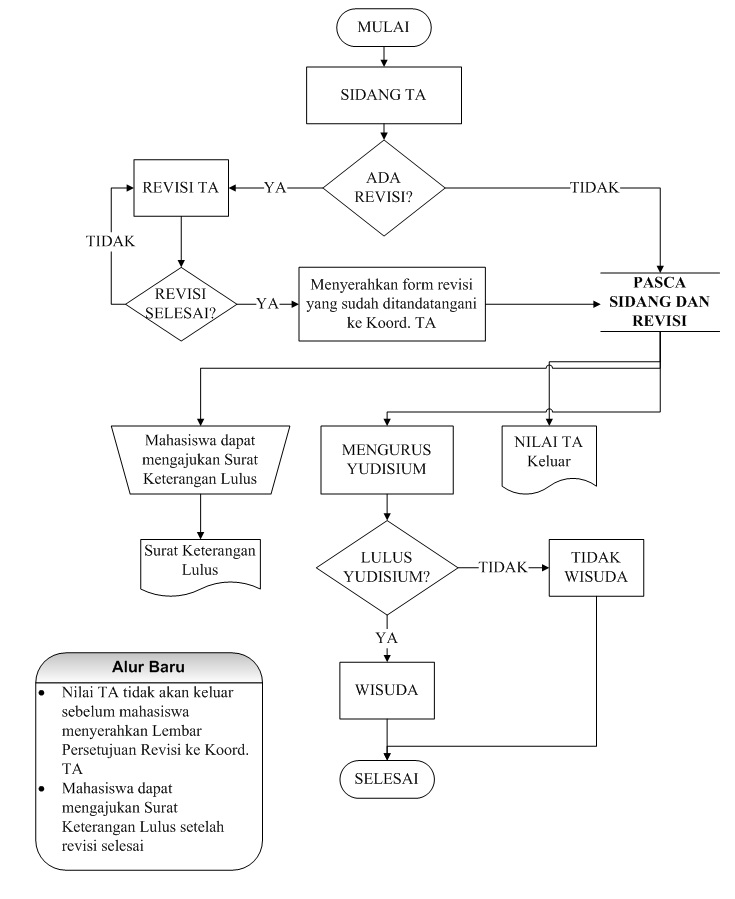 MULAI
SIDANG TA
ADA
REVISI?
YA
TIDAK
REVISI TA
TIDAK
REVISI
SELESAI?
YA
Menyerahkan form revisi
yang sudah ditandatangani
ke Koord. TA
PASCA
SIDANG DAN
REVISI
Mahasiswa dapat
mengajukan Surat
Keterangan Lulus
MENGURUS
YUDISIUM
NILAI TA
Keluar
Surat Keterangan
Lulus
LULUS
YUDISIUM?
TIDAK
TIDAK
WISUDA
YA
WISUDA
SELESAI
Alur Baru
• Nilai TA tidak akan keluar
sebelum mahasiswa
menyerahkan Lembar
Persetujuan Revisi ke Koord.
TA
• Mahasiswa dapat
mengajukan Surat
Keterangan Lulus setelah
revisi selesai